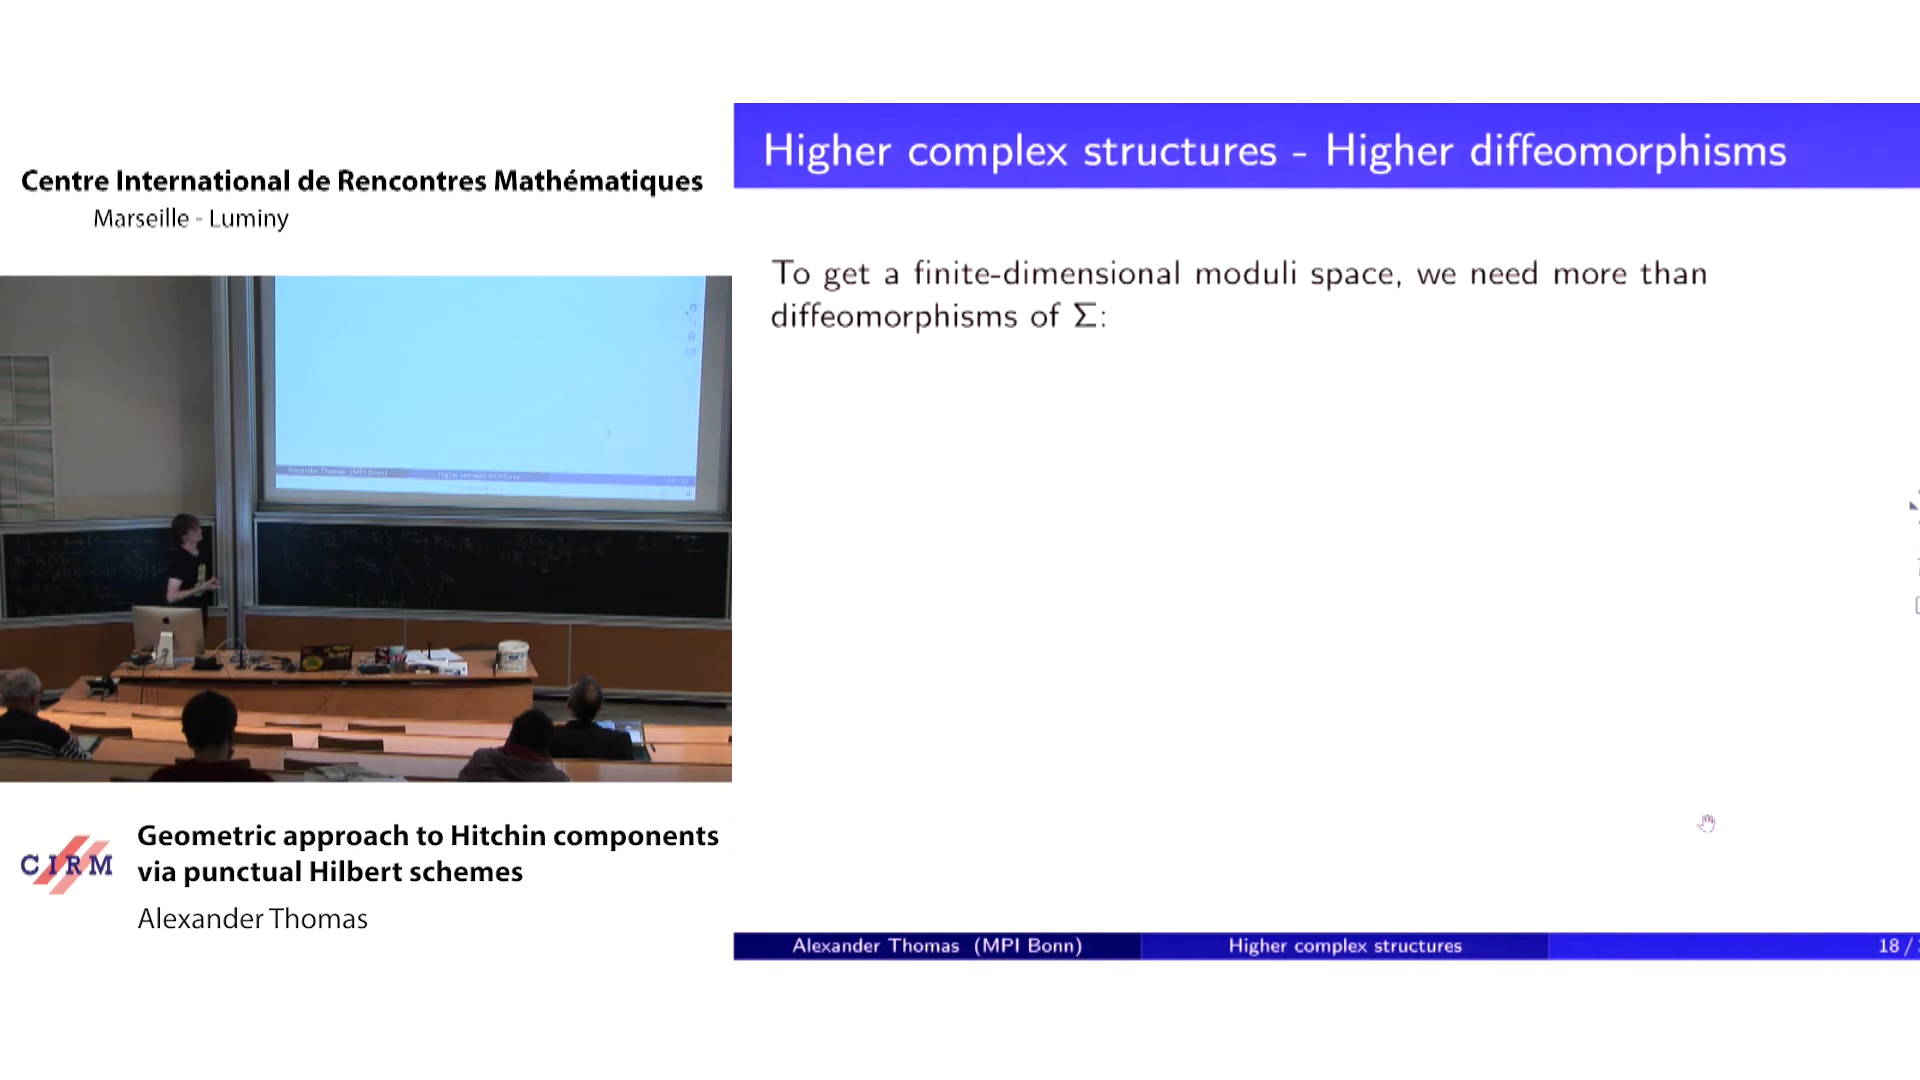 Centre International de Rencontres Mathématiques
Marseille - Luminy
Higher complex structures - Higher diffeomorphisms
To get a finite-dimensional moduli space, we need more than
diffeomorphisms of Σ:
CIRM
Geometric approach to Hitchin components
via punctual Hilbert schemes
Alexander Thomas
Alexander Thomas (MPI Bonn)
Higher complex structures
18 /